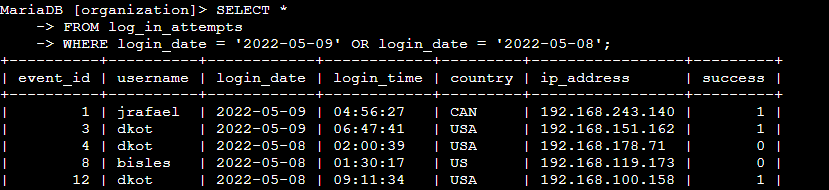 MariaDB [organization]> SELECT *
    -> FROM log_in_attempts
    -> WHERE login_date = '2022-05-09' OR login_date = '2022-05-08';
+----------+----------+------------+------------+---------+-----------------+---------+
| event_id | username | login_date | login_time | country | ip_address      | success |
+----------+----------+------------+------------+---------+-----------------+---------+
|        1 | jrafael  | 2022-05-09 | 04:56:27   | CAN     | 192.168.243.140 |       1 |
|        3 | dkot     | 2022-05-09 | 06:47:41   | USA     | 192.168.151.162 |       1 |
|        4 | dkot     | 2022-05-08 | 02:00:39   | USA     | 192.168.178.71  |       0 |
|        8 | bisles   | 2022-05-08 | 01:30:17   | US      | 192.168.119.173 |       0 |
|       12 | dkot     | 2022-05-08 | 09:11:34   | USA     | 192.168.100.158 |       1 |